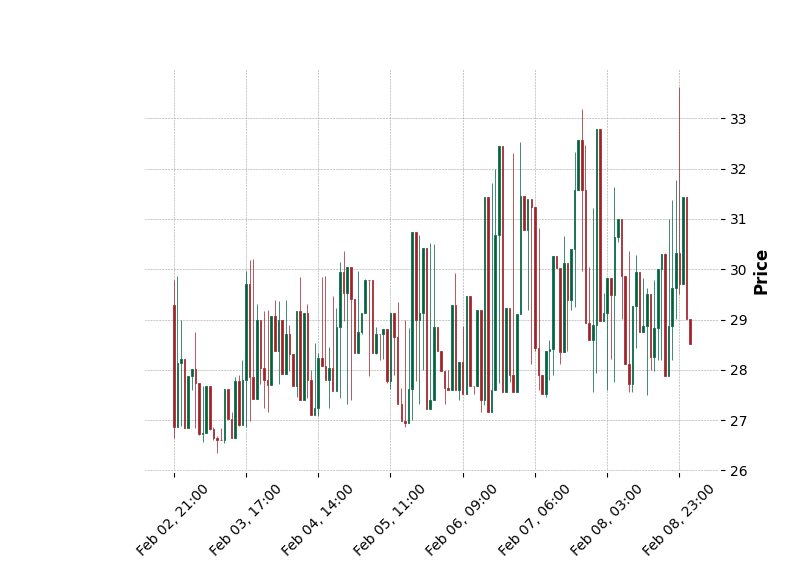 33
32
31
30
29
28
27
26
Price
Feb 02, 21:00
Feb 03, 17:00
Feb 04, 14:00
Feb 05, 11:00
Feb 06, 09:00
Feb 07, 06:00
Feb 08, 03:00
Feb 08, 23:00